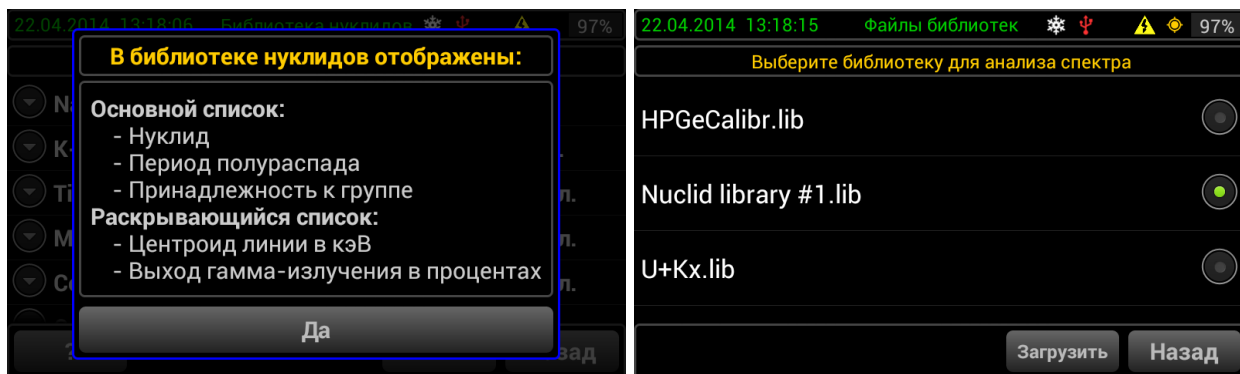 22.04.2014 13:18:06 Библиотека нуклидов 97%
В библиотеке нуклидов отображены:
Основной список:
- Нуклид
- Период полураспада
- Принадлежность к группе
Раскрывающийся список:
- Центроид линии в кэВ
- Выход гамма-излучения в процентах
Да
22.04.2014 13:18:15 Файлы библиотек 97%
Выберите библиотеку для анализа спектра
HPGeCalibr.lib
Nuclid library #1.lib
U+Kx.lib
Загрузить Назад